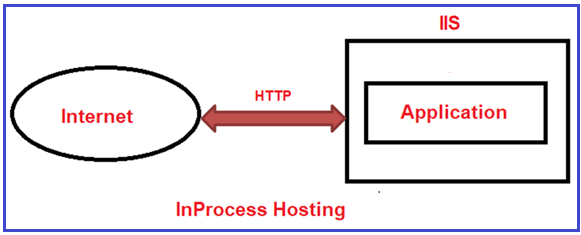 IIS
Internet
HTTP
Application
InProcess Hosting